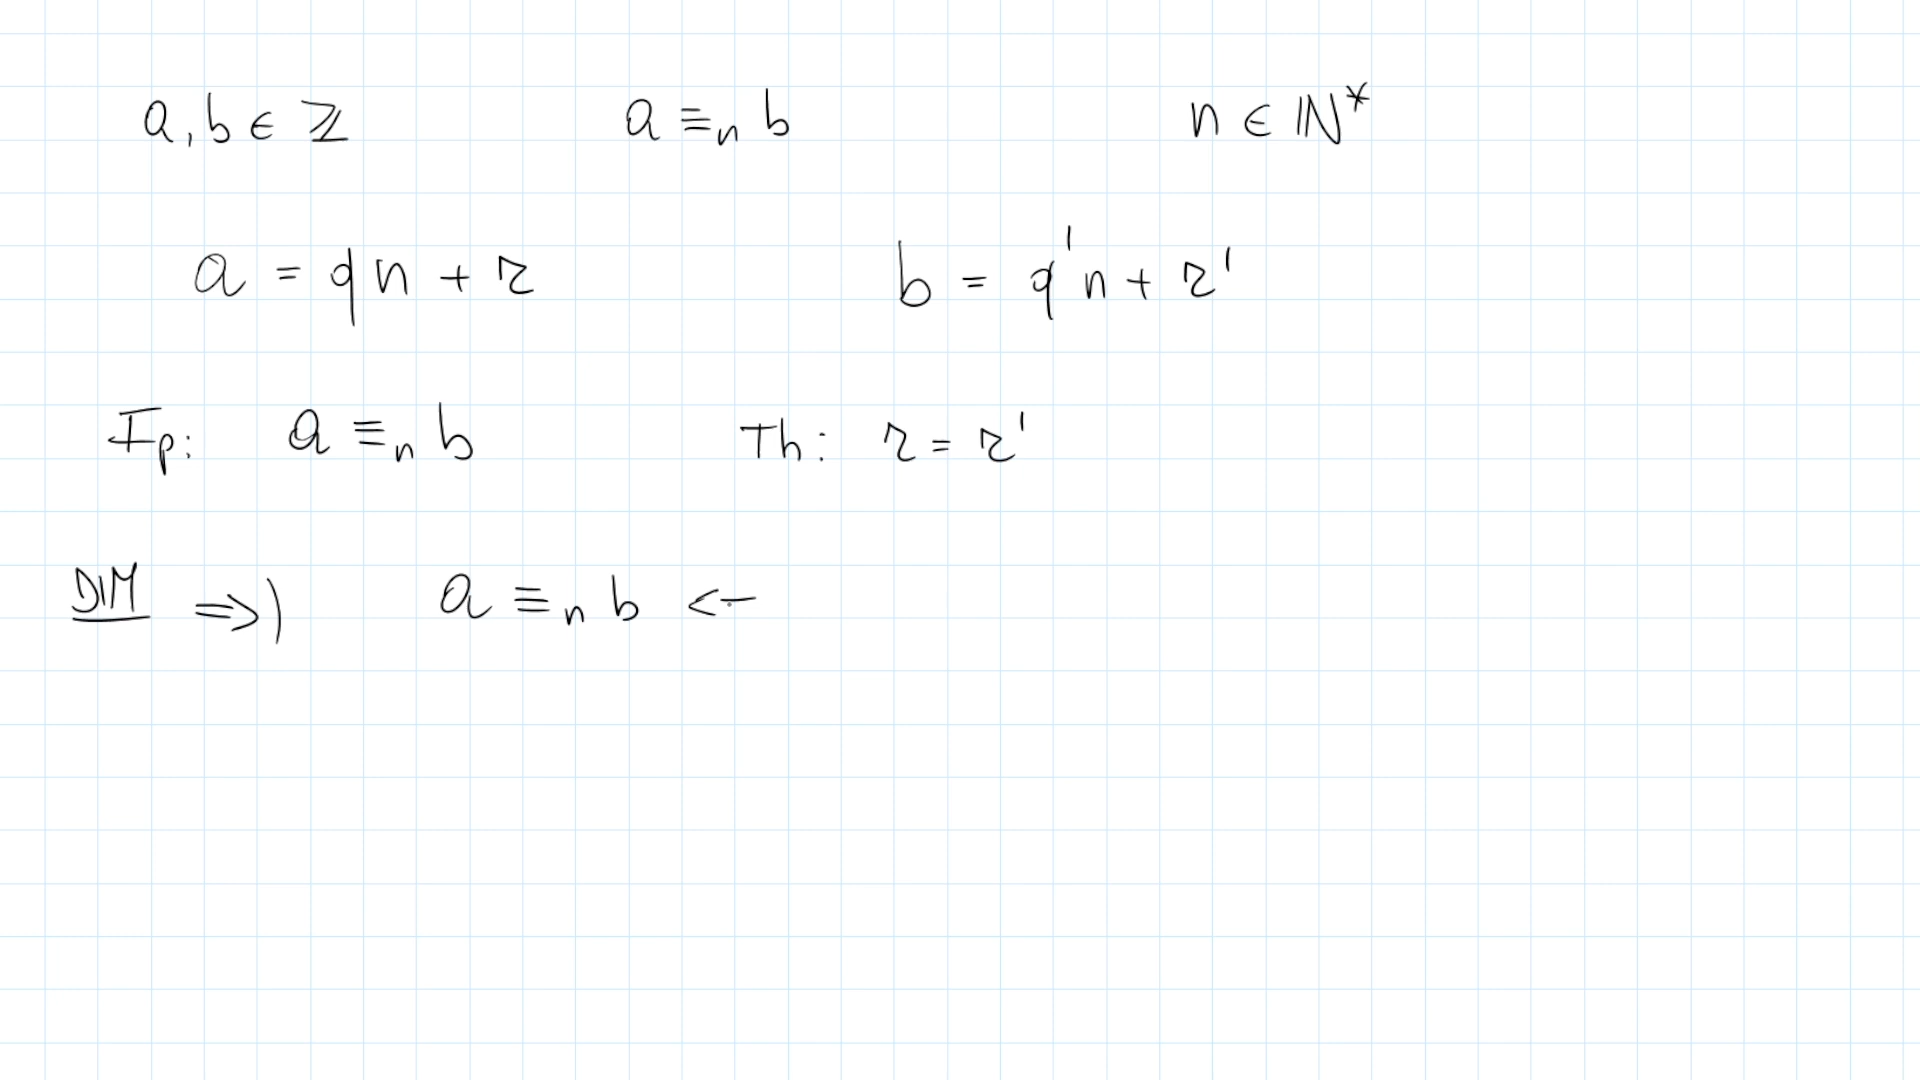 a, b ∈ ℤ a ≡ₙ b n ∈ ℕ*
a = qn + r b = q'n + r'
Ip: a ≡ₙ b Th: r = r'
DIM ⇒) a ≡ₙ b <-